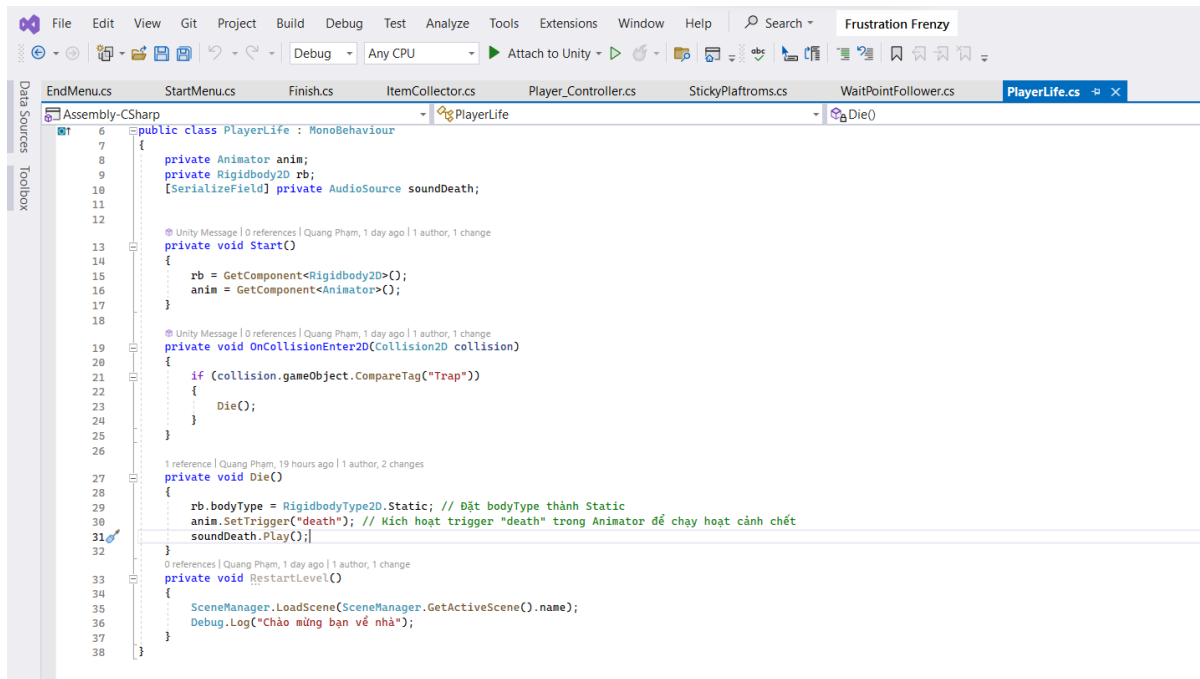 File Edit View Git Project Build Debug Test Analyze Tools Extensions Window Help Search Frustration Frenzy
Debug Any CPU Attach to Unity
Data Sources
Toolbox
EndMenu.cs StartMenu.cs Finish.cs ItemCollector.cs Player_Controller.cs StickyPlaftroms.cs WaitPointFollower.cs PlayerLife.cs
Assembly-CSharp PlayerLife Die()
6 public class PlayerLife : MonoBehaviour
7 {
8 private Animator anim;
9 private Rigidbody2D rb;
10 [SerializeField] private AudioSource soundDeath;
11
12
Unity Message | 0 references | Quang Phạm, 1 day ago | 1 author, 1 change
13 private void Start()
14 {
15 rb = GetComponent<Rigidbody2D>();
16 anim = GetComponent<Animator>();
17 }
18
Unity Message | 0 references | Quang Phạm, 1 day ago | 1 author, 1 change
19 private void OnCollisionEnter2D(Collision2D collision)
20 {
21 if (collision.gameObject.CompareTag("Trap"))
22 {
23 Die();
24 }
25 }
26
1 reference | Quang Phạm, 19 hours ago | 1 author, 2 changes
27 private void Die()
28 {
29 rb.bodyType = RigidbodyType2D.Static; // Đặt bodyType thành Static
30 anim.SetTrigger("death"); // Kích hoạt trigger "death" trong Animator để chạy hoạt cảnh chết
31 soundDeath.Play();
32 }
0 references | Quang Phạm, 1 day ago | 1 author, 1 change
33 private void RestartLevel()
34 {
35 SceneManager.LoadScene(SceneManager.GetActiveScene().name);
36 Debug.Log("Chào mừng bạn về nhà");
37 }
38 }